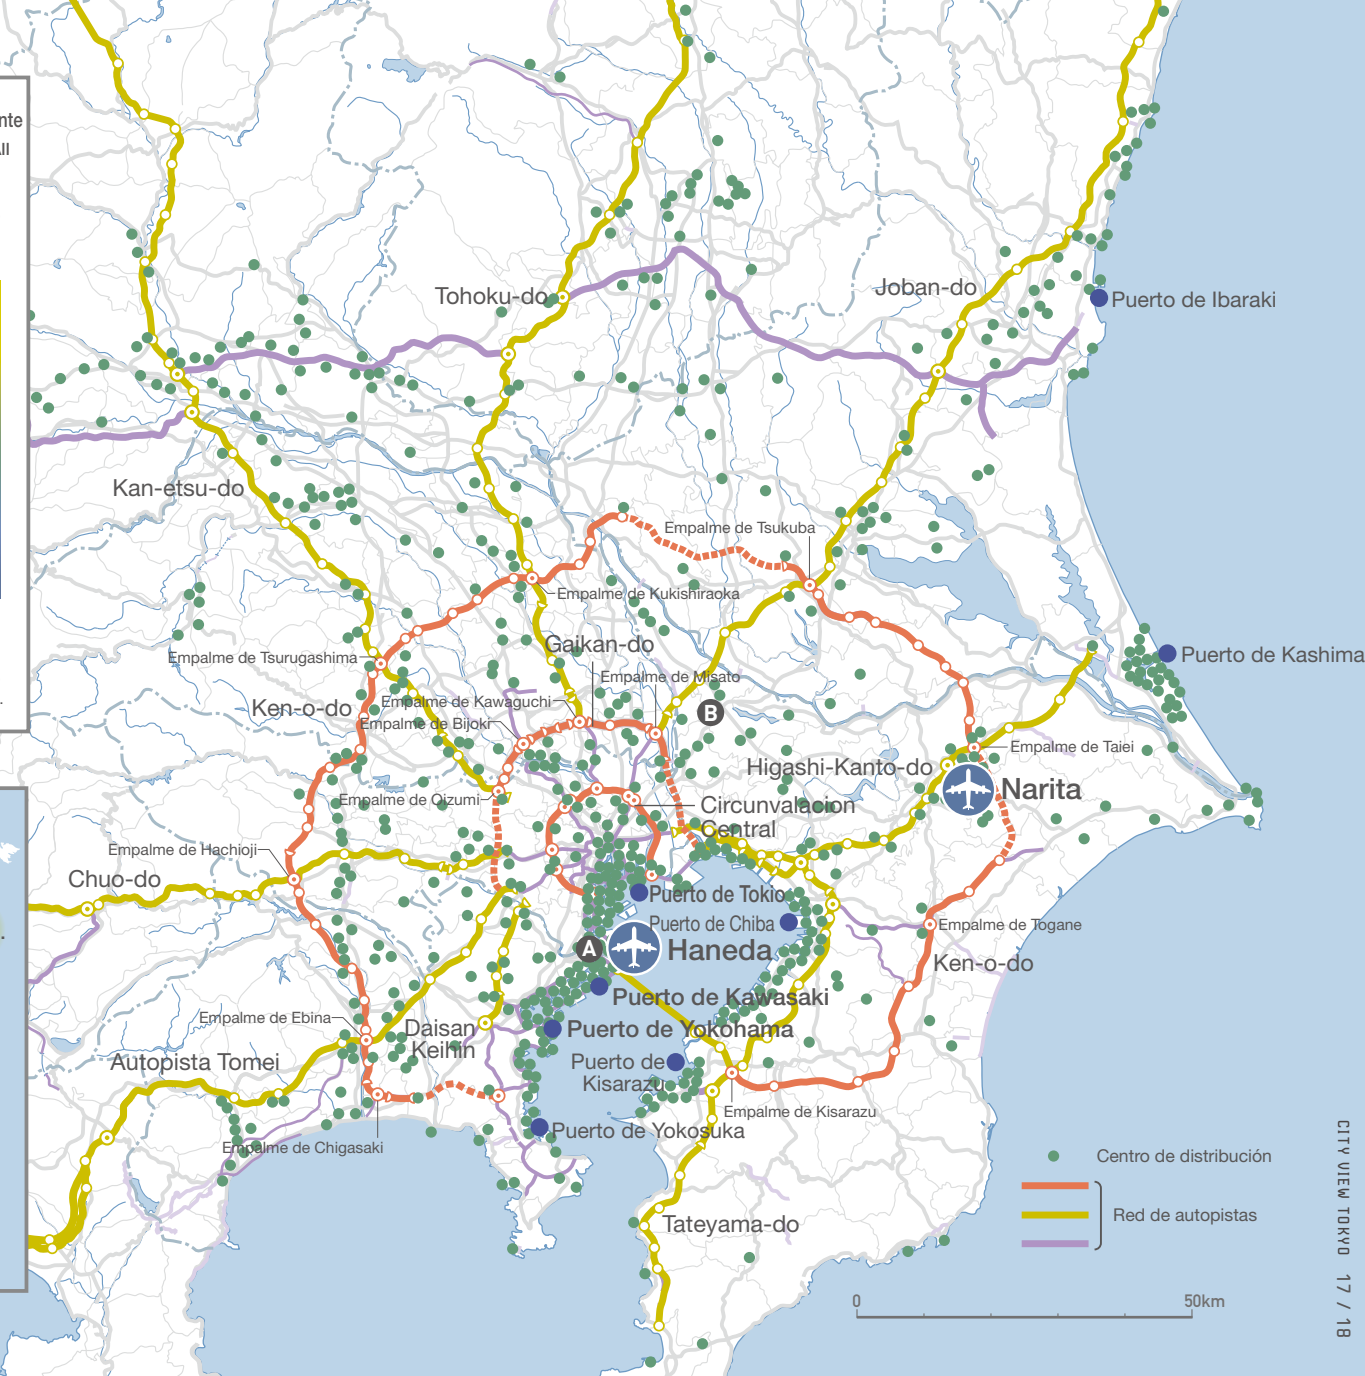 nte
All
.
.
Tohoku-do
Joban-do
Puerto de Ibaraki
Kan-etsu-do
Empalme de Tsukuba
Empalme de Kukishiraoka
Gaikan-do
Empalme de Tsurugashima
Empalme de Misato
Puerto de Kashima
Empalme de Kawaguchi
Ken-o-do
Empalme de Bijoki
B
Empalme de Taiei
Higashi-Kanto-do
Narita
Empalme de Oizumi
Circunvalacion
Central
Empalme de Hachioji
Chuo-do
Puerto de Tokio
Puerto de Chiba
Empalme de Togane
A
Haneda
Ken-o-do
Puerto de Kawasaki
Empalme de Ebina
Daisan
Keihin
Puerto de Yokohama
Autopista Tomei
Puerto de
Kisarazu
Empalme de Kisarazu
Puerto de Yokosuka
Empalme de Chigasaki
Centro de distribución
Red de autopistas
Tateyama-do
0
50km
CITY VIEW TOKYO 17 / 18